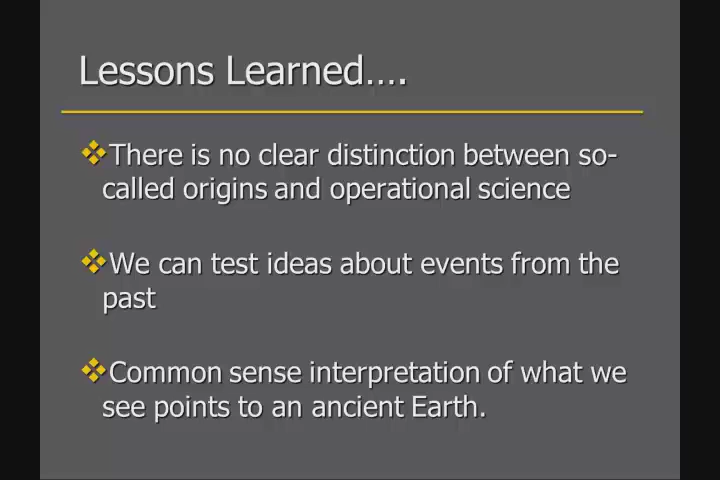 Lessons Learned….
There is no clear distinction between so-
called origins and operational science
We can test ideas about events from the
past
Common sense interpretation of what we
see points to an ancient Earth.